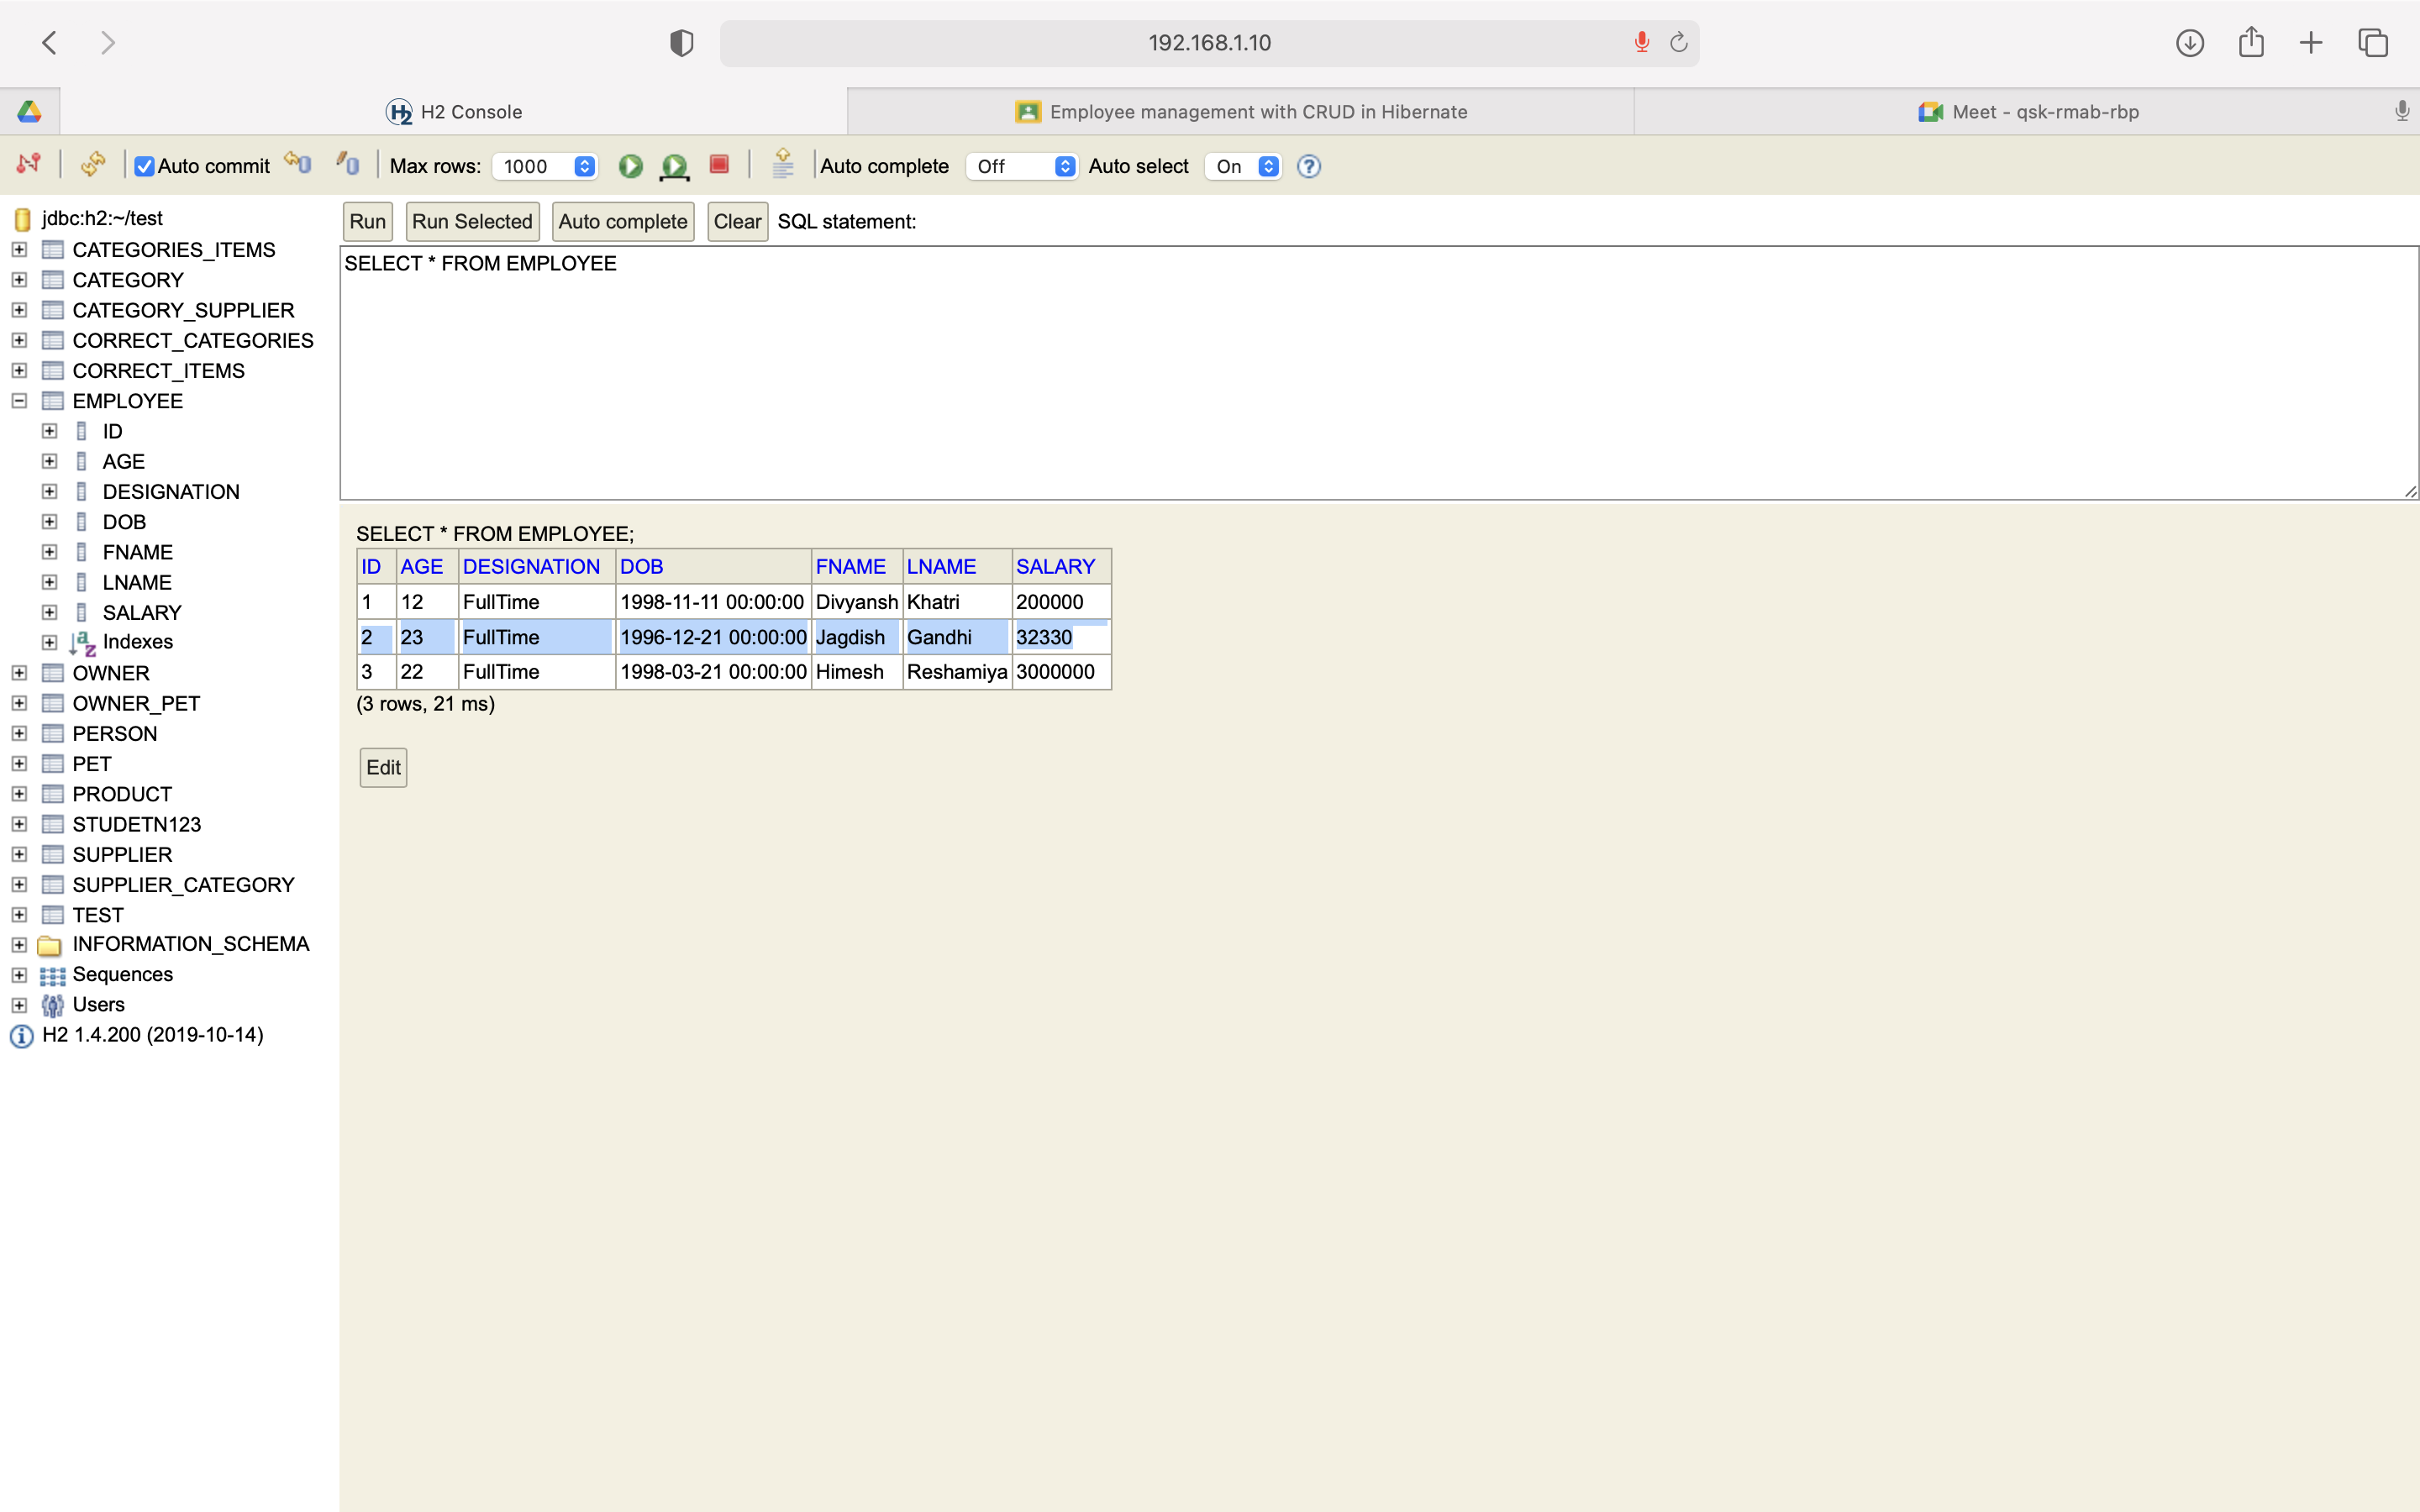 192.168.1.10
H2 Console
Employee management with CRUD in Hibernate
Meet - qsk-rmab-rbp
Auto commit
Max rows: 1000
Auto complete Off
Auto select On
jdbc:h2:~/test
CATEGORIES_ITEMS
CATEGORY
CATEGORY_SUPPLIER
CORRECT_CATEGORIES
CORRECT_ITEMS
EMPLOYEE
ID
AGE
DESIGNATION
DOB
FNAME
LNAME
SALARY
Indexes
OWNER
OWNER_PET
PERSON
PET
PRODUCT
STUDETN123
SUPPLIER
SUPPLIER_CATEGORY
TEST
INFORMATION_SCHEMA
Sequences
Users
H2 1.4.200 (2019-10-14)
Run Run Selected Auto complete Clear SQL statement:
SELECT * FROM EMPLOYEE
SELECT * FROM EMPLOYEE;
ID AGE DESIGNATION DOB FNAME LNAME SALARY
1 12 FullTime 1998-11-11 00:00:00 Divyansh Khatri 200000
2 23 FullTime 1996-12-21 00:00:00 Jagdish Gandhi 32330
3 22 FullTime 1998-03-21 00:00:00 Himesh Reshamiya 3000000
(3 rows, 21 ms)
Edit